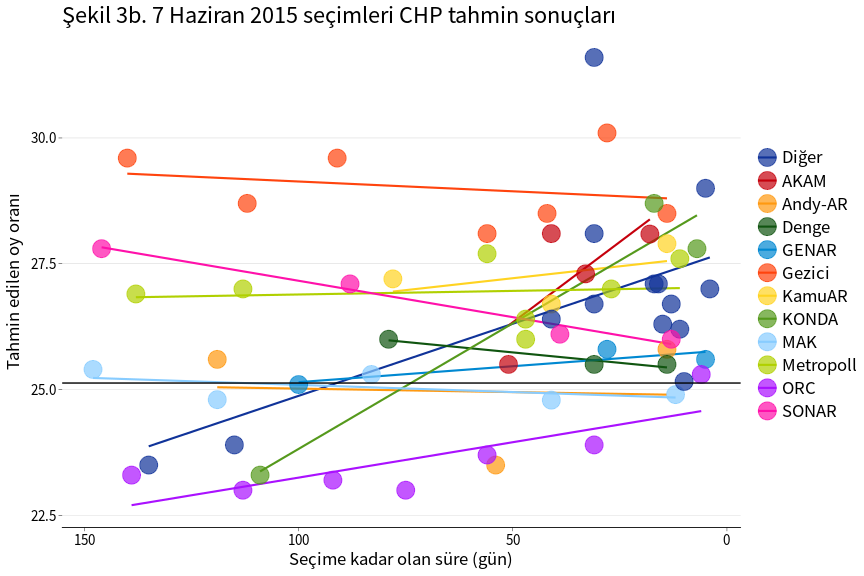 Şekil 3b. 7 Haziran 2015 seçimleri CHP tahmin sonuçları
Tahmin edilen oy oranı
30.0
27.5
25.0
22.5
150
100
50
0
Seçime kadar olan süre (gün)
Diğer
AKAM
Andy-AR
Denge
GENAR
Gezici
KamuAR
KONDA
MAK
Metropoll
ORC
SONAR